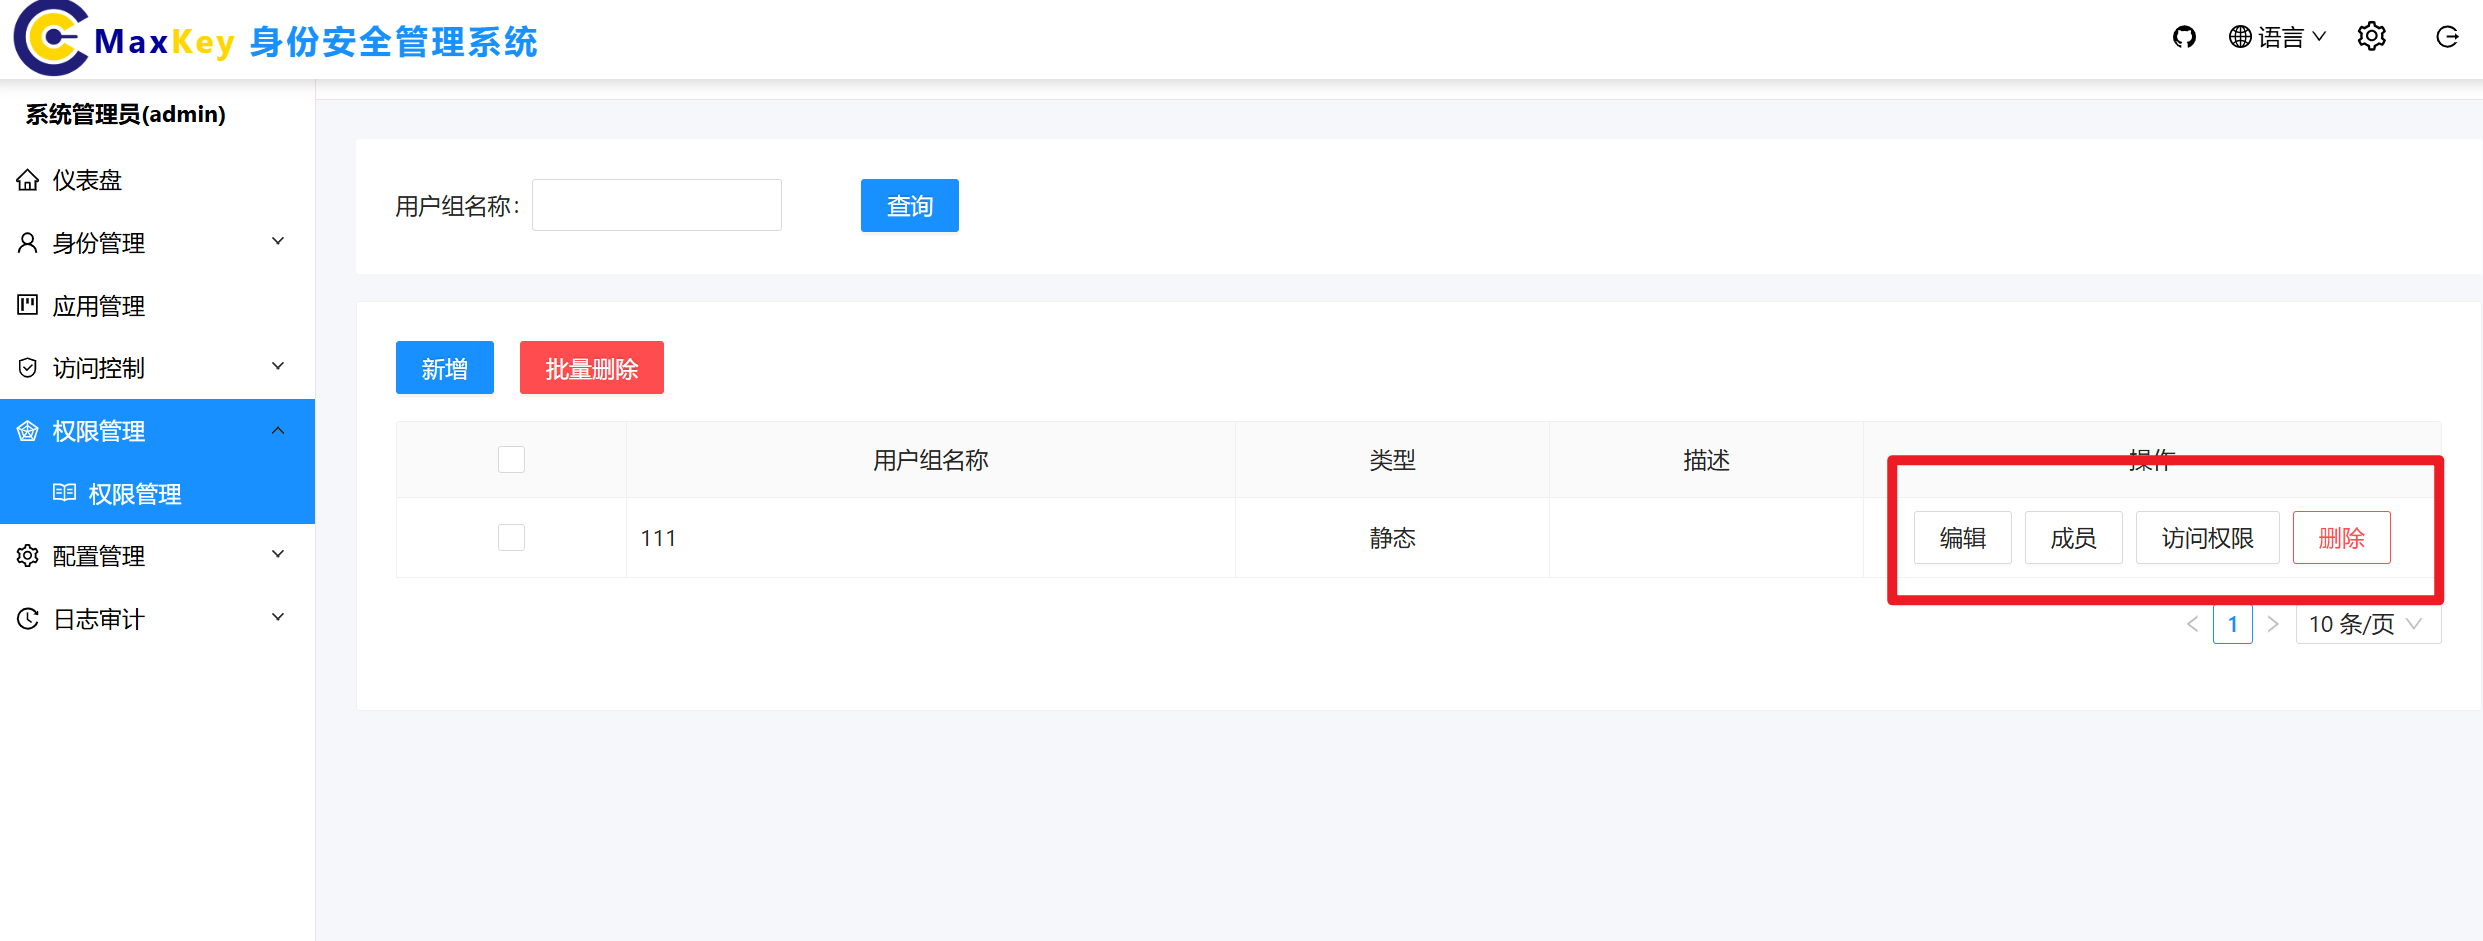 MaxKey 身份安全管理系统
语言
系统管理员(admin)
仪表盘
身份管理
应用管理
访问控制
权限管理
权限管理
配置管理
日志审计
用户组名称:
查询
新增 批量删除
用户组名称 类型 描述 操作
111 静态 编辑 成员 访问权限 删除
1 10 条/页